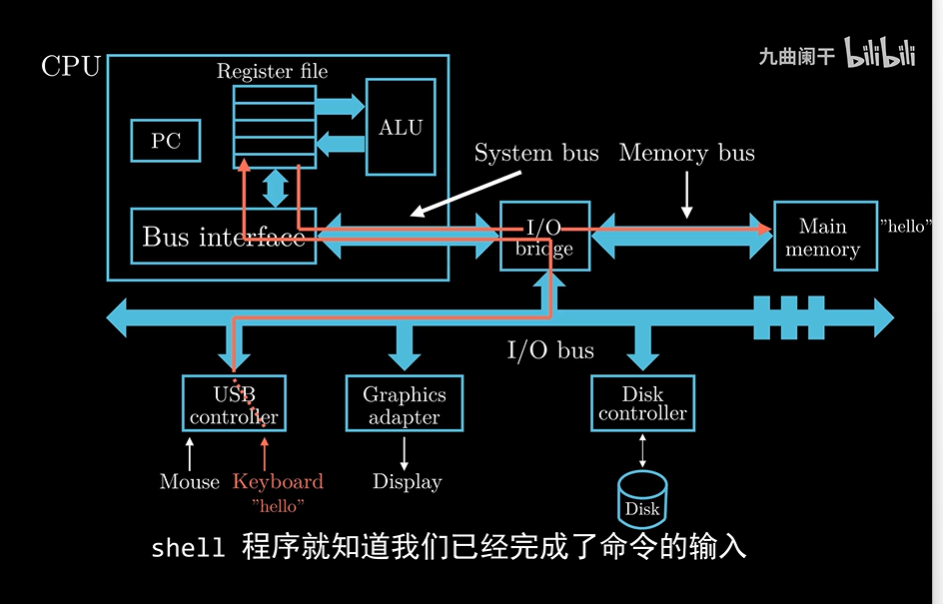 九曲阑干 bilibili
CPU
Register file
PC
ALU
System bus
Memory bus
Bus interface
I/O
bridge
Main
memory
"hello"
I/O bus
USB
controller
Graphics
adapter
Disk
controller
Mouse
Keyboard
"hello"
Display
Disk
shell 程序就知道我们已经完成了命令的输入